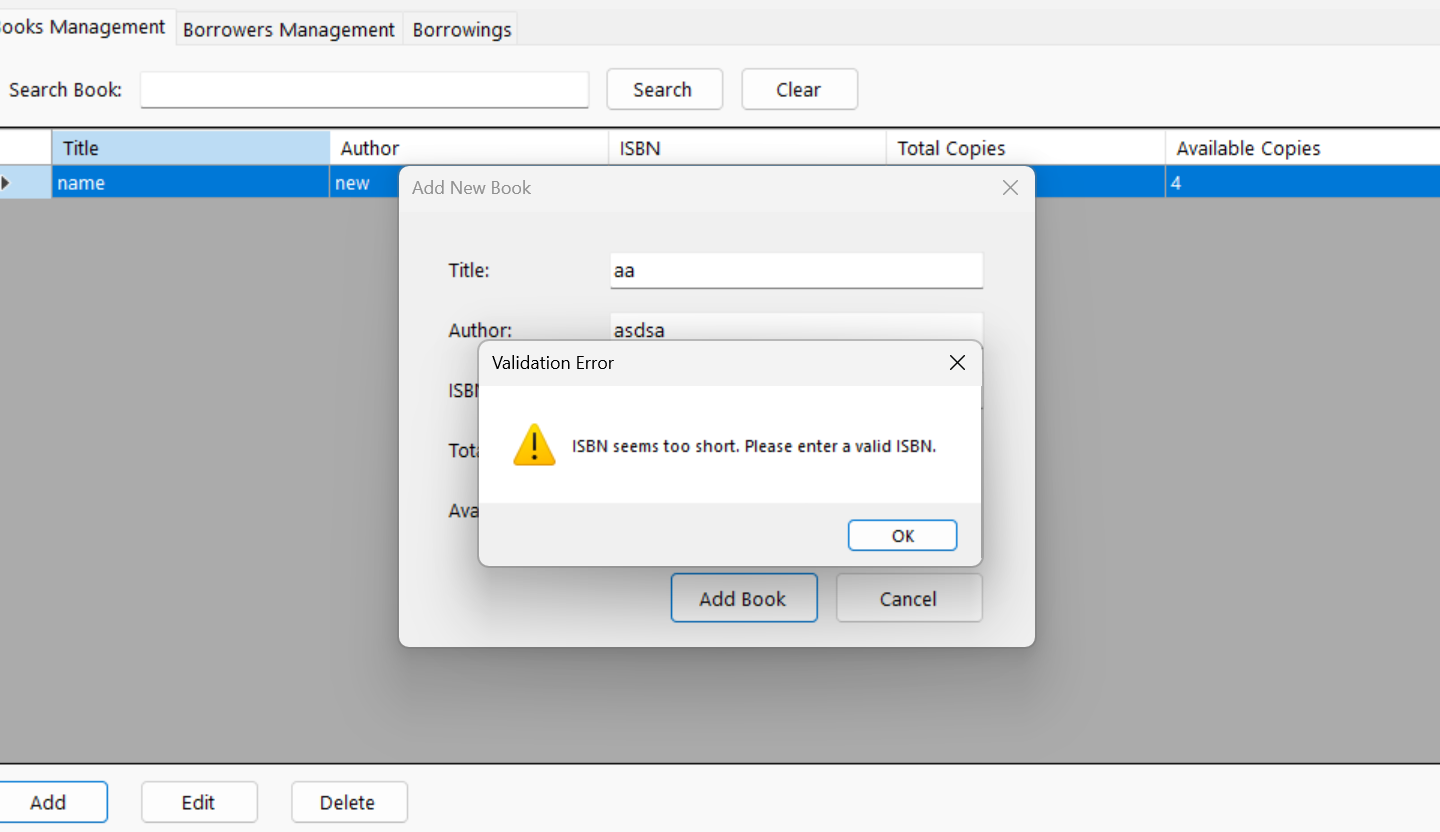 ooks Management Borrowers Management Borrowings
Search Book: Search Clear
Title Author ISBN Total Copies Available Copies
name new 4
Add New Book
Title: aa
Author: asdsa
Validation Error
ISB
ISBN seems too short. Please enter a valid ISBN.
Tot
Ava
OK
Add Book Cancel
Add Edit Delete